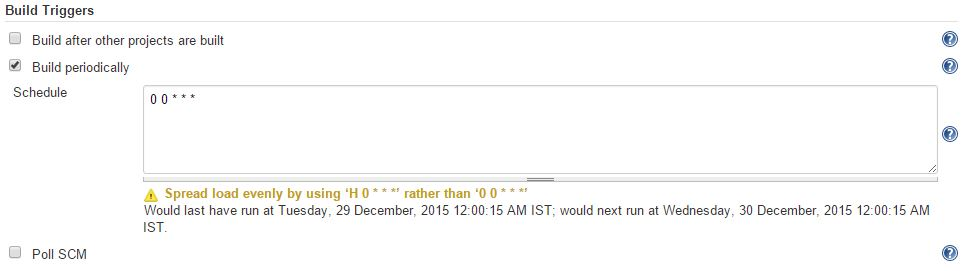 Build Triggers
Build after other projects are built
Build periodically
Schedule
0 0 * * *
Spread load evenly by using ‘H 0 * * *’ rather than ‘0 0 * * *’
Would last have run at Tuesday, 29 December, 2015 12:00:15 AM IST; would next run at Wednesday, 30 December, 2015 12:00:15 AM
IST.
Poll SCM